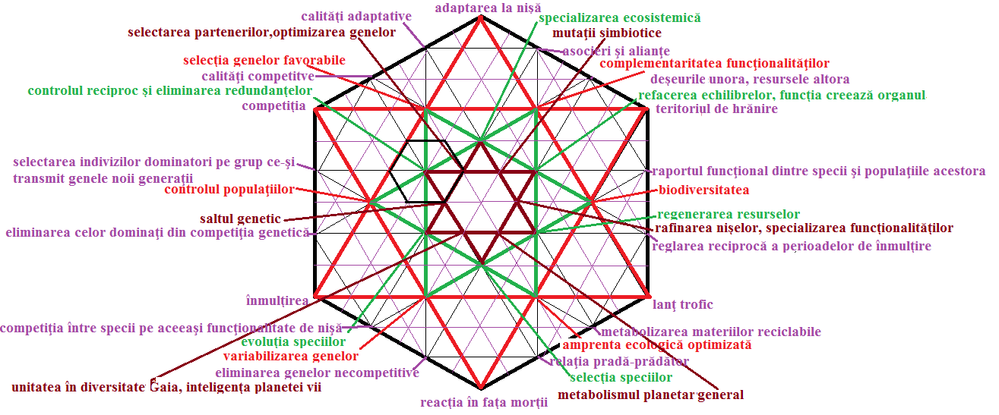 adaptarea la nișă
calități adaptative
specializarea ecosistemică
selectarea partenerilor,optimizarea genelor
mutații simbiotice
asocieri și alianțe
selecția genelor favorabile
complementaritatea funcționalităților
calități competitve
deșeurile unora, resursele altora
controlul reciproc și eliminarea redundanțelor
refacerea echilibrelor, funcția creează organul
competiția
teritoriul de hrănire
selectarea indivizilor dominatori pe grup ce-și
transmit genele noii generații
raportul funcțional dintre specii și populațiile acestora
controlul populațiilor
biodiversitatea
saltul genetic
regenerarea resurselor
rafinarea nișelor, specializarea funcționalităților
eliminarea celor dominați din competiția genetică
reglarea reciprocă a perioadelor de înmulțire
înmulțirea
lanț trofic
competiția între specii pe aceeași funcționalitate de nișă
metabolizarea materiilor reciclabile
evoluția speciilor
amprenta ecologică optimizată
variabilizarea genelor
relația pradă-prădător
eliminarea genelor necompetitive
selecția speciilor
unitatea în diversitate Gaia, inteligența planetei vii
metabolismul planetar general
reacția în fața morții